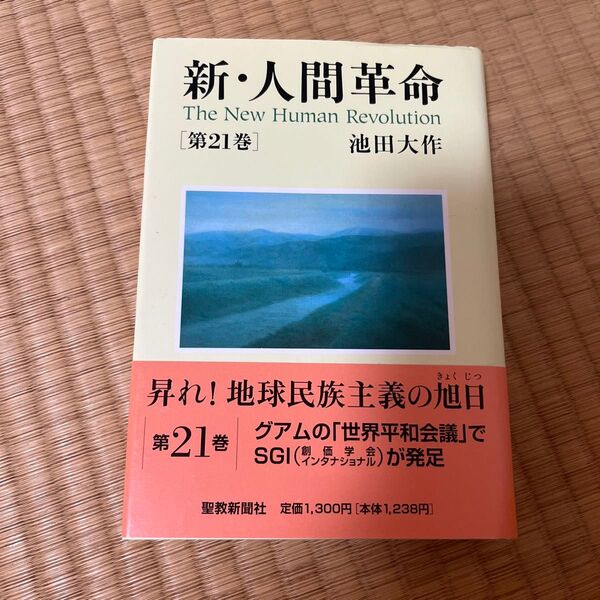 新・人間革命
The New Human Revolution
[第21巻] 池田大作
昇れ！地球民族主義の旭日
きょく じつ
第21巻
グアムの「世界平和会議」で
SGI(創価学会インタナショナル)が発足
聖教新聞社 定価1,300円[本体1,238円]